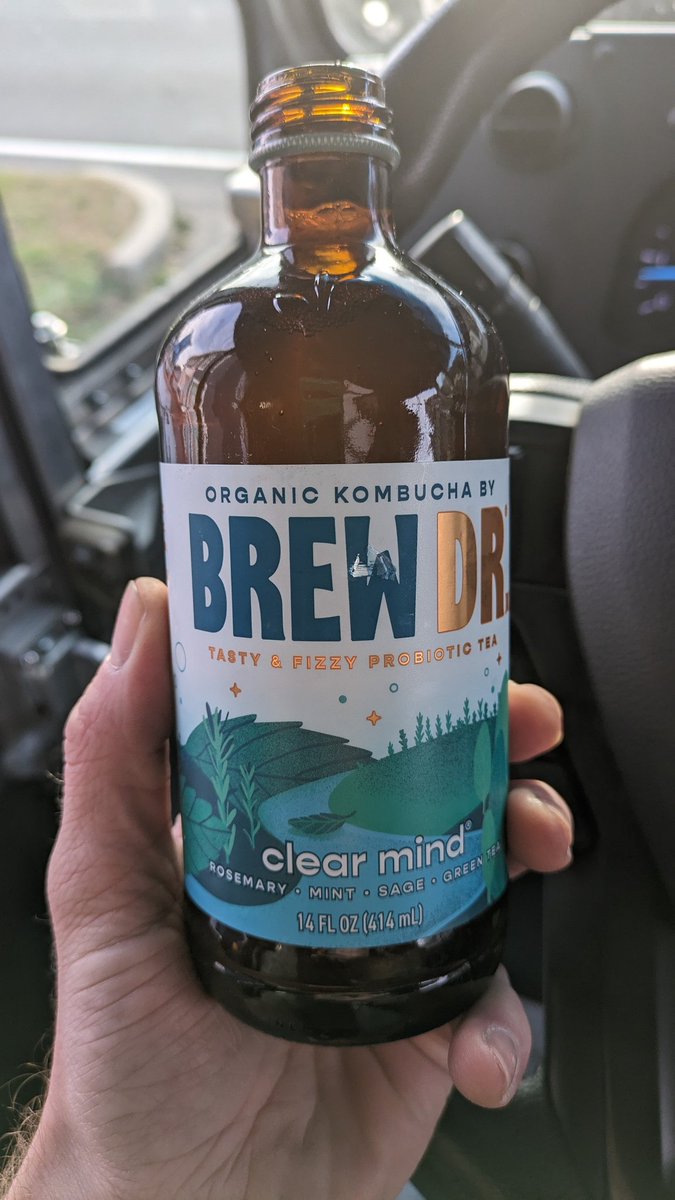 ORGANIC KOMBUCHA BY
BREW DR.®
TASTY & FIZZY PROBIOTIC TEA
clear mind®
ROSEMARY • MINT • SAGE • GREEN TEA
14 FL OZ (414 mL)